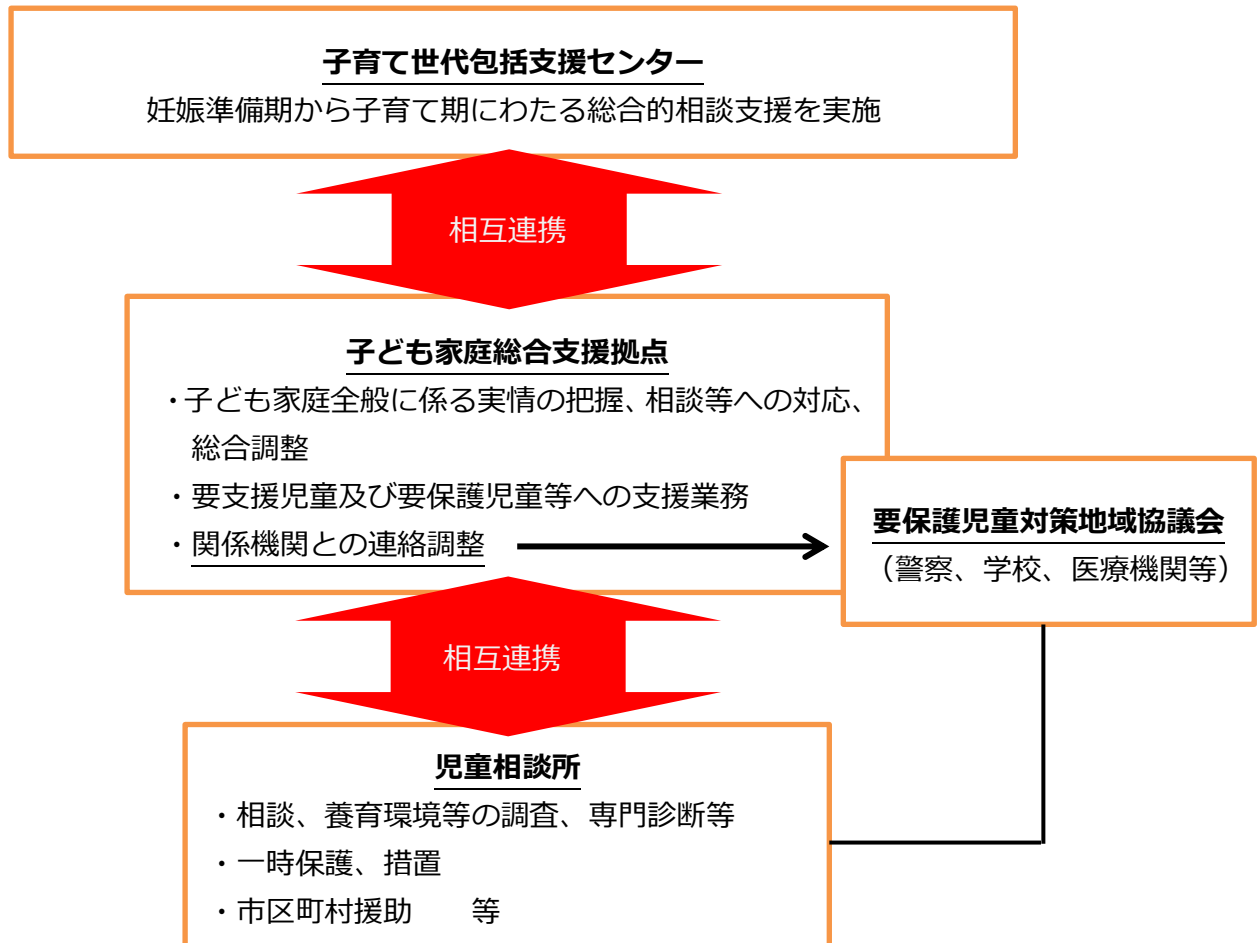 子育て世代包括支援センター
妊娠準備期から子育て期にわたる総合的相談支援を実施
相互連携
子ども家庭総合支援拠点
・子ども家庭全般に係る実情の把握、相談等への対応、
総合調整
・要支援児童及び要保護児童等への支援業務
・関係機関との連絡調整
要保護児童対策地域協議会
（警察、学校、医療機関等）
相互連携
児童相談所
・相談、養育環境等の調査、専門診断等
・一時保護、措置
・市区町村援助　　等